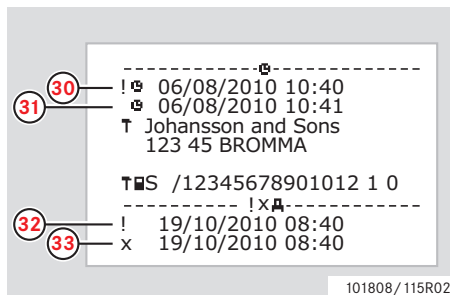 30 ! 06/08/2010 10:40
31 06/08/2010 10:41
Johansson and Sons
123 45 BROMMA
S /12345678901012 1 0
---------- !x ----------
32 ! 19/10/2010 08:40
33 x 19/10/2010 08:40
101808/115R02